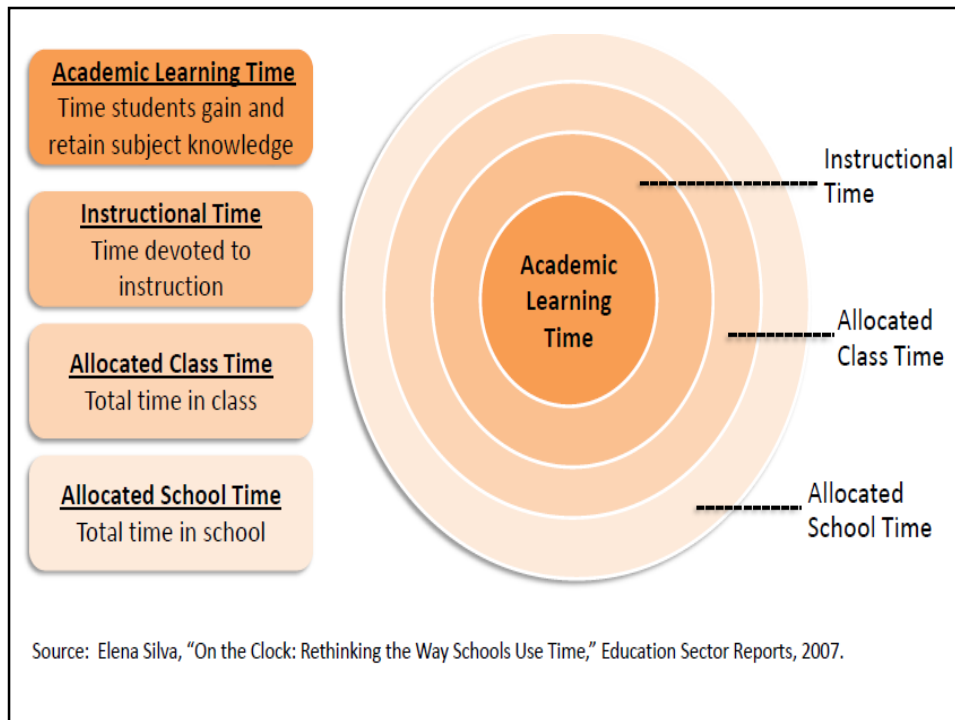 Academic Learning Time
Time students gain and
retain subject knowledge
Instructional Time
Time devoted to
instruction
Allocated Class Time
Total time in class
Allocated School Time
Total time in school
Academic
Learning
Time
Instructional
Time
Allocated
Class Time
Allocated
School Time
Source: Elena Silva, “On the Clock: Rethinking the Way Schools Use Time,” Education Sector Reports, 2007.